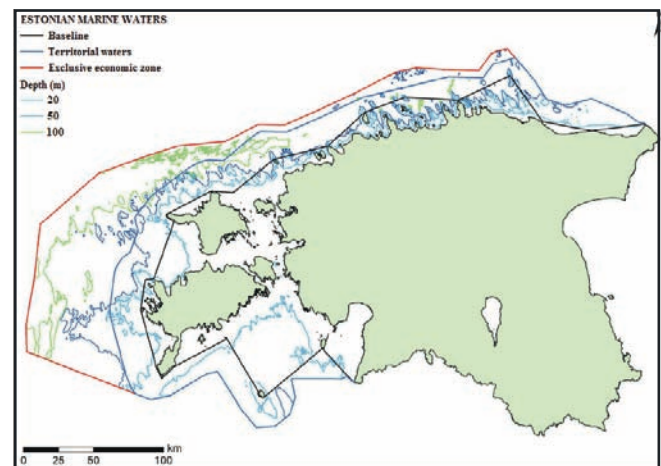 ESTONIAN MARINE WATERS
Baseline
Territorial waters
Exclusive economic zone
Depth (m)
20
50
100
km
0 25 50 100